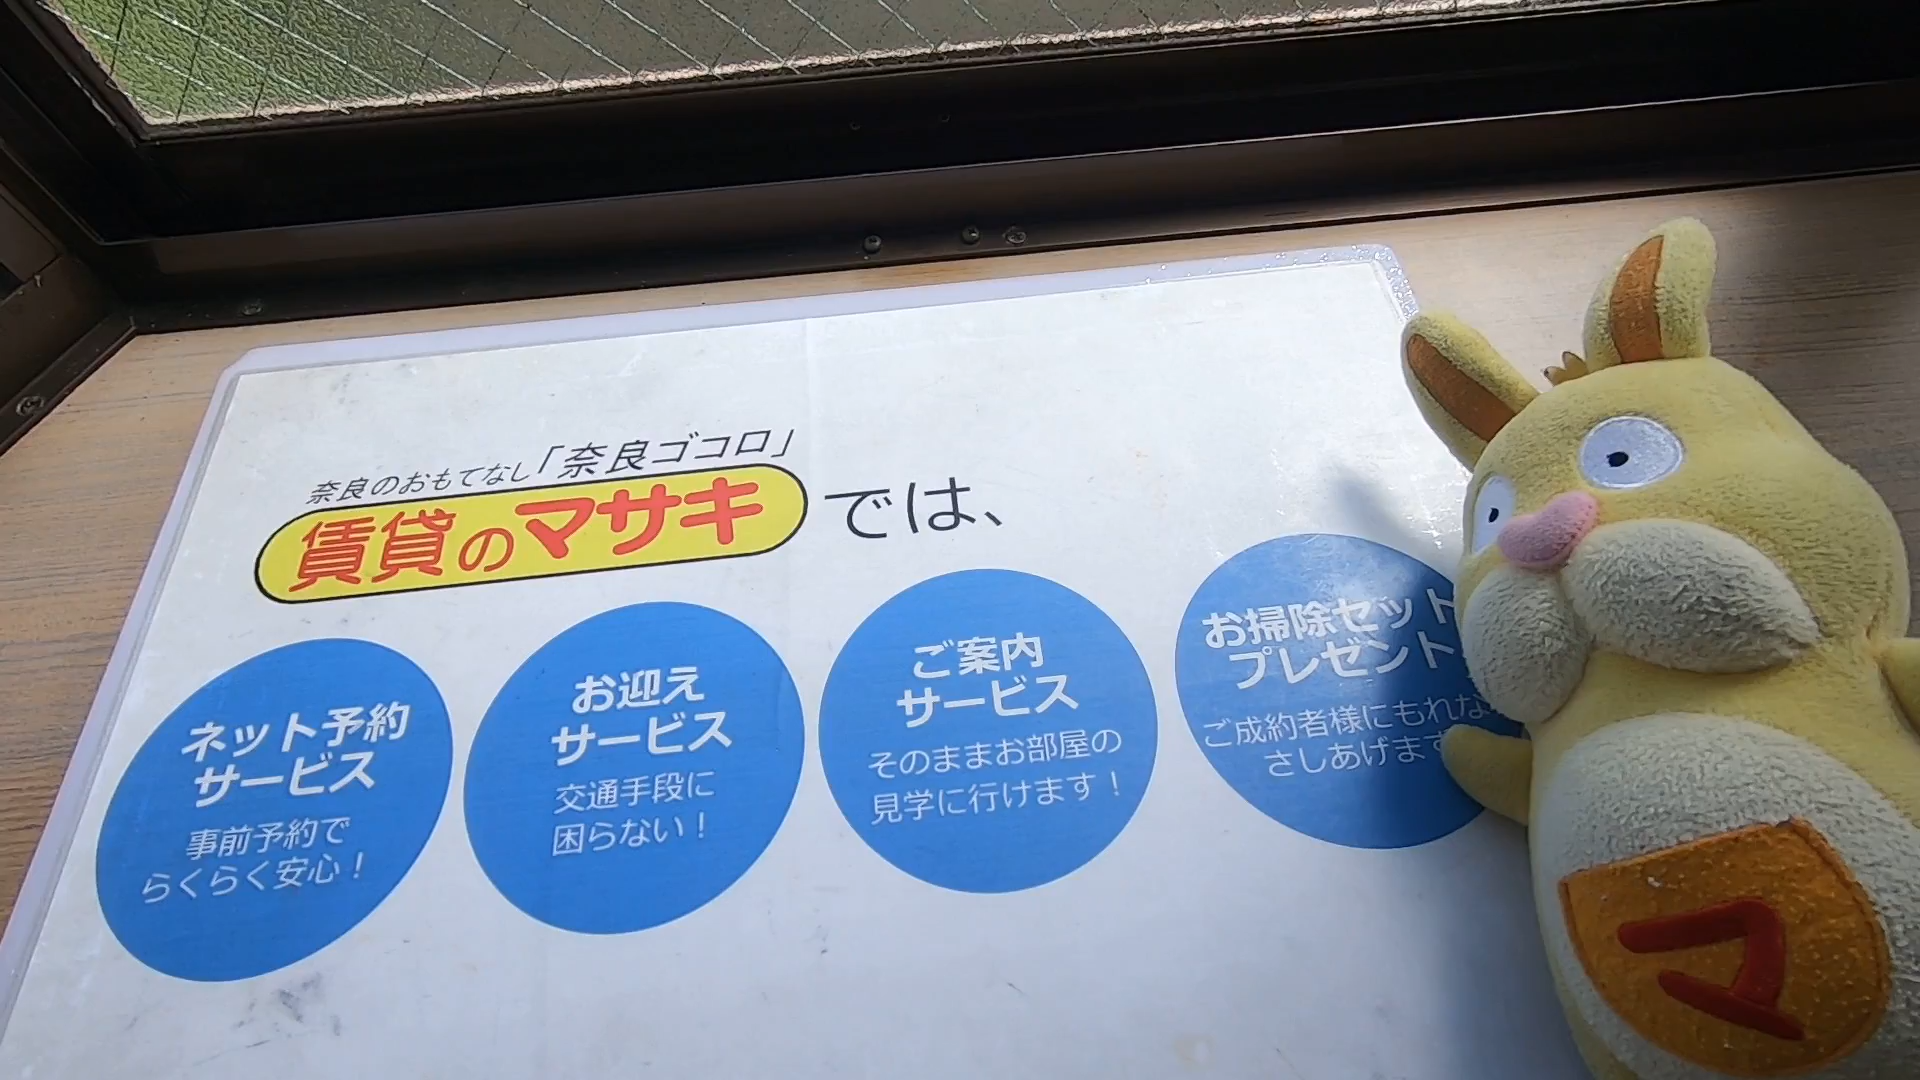 奈良のおもてなし「奈良ゴコロ」
賃貸のマサキでは、
ネット予約
サービス
事前予約で
らくらく安心！
お迎え
サービス
交通手段に
困らない！
ご案内
サービス
そのままお部屋の
見学に行けます！
お掃除セット
プレゼント
ご成約者様にもれな
さしあげます
マ